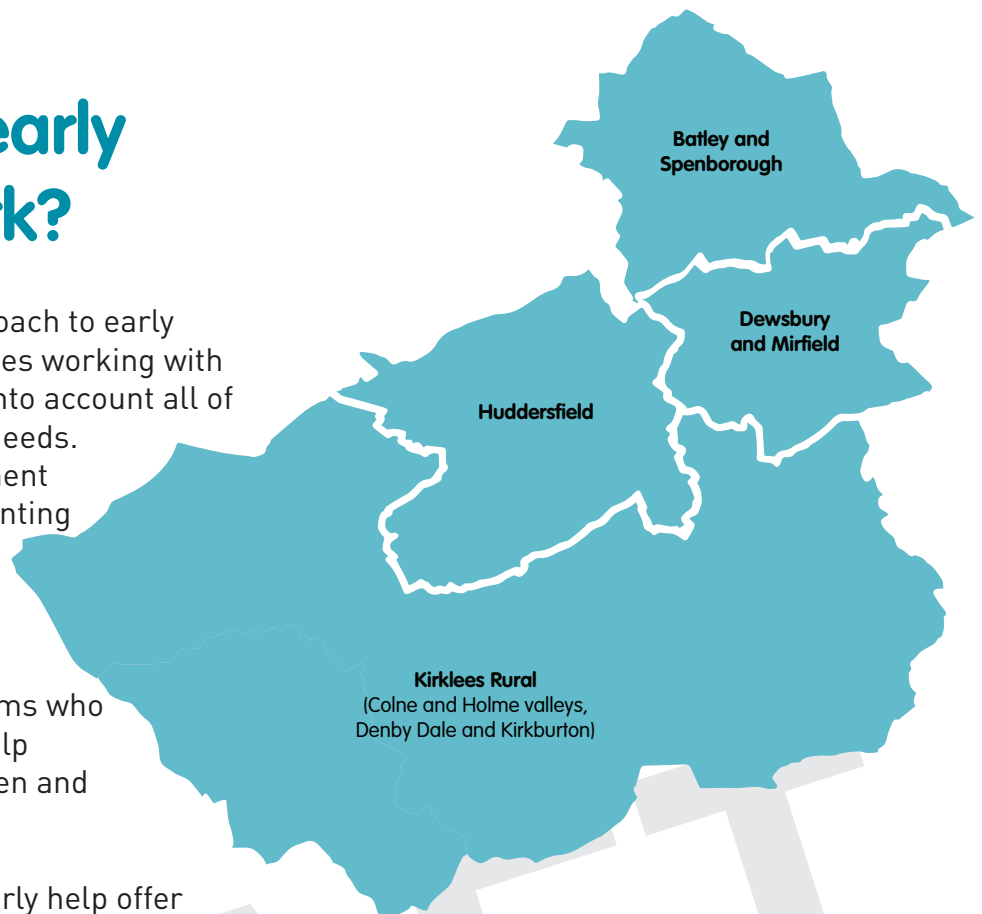 early
k?
oach to early
es working with
nto account all of
eeds.
ent
nting
ms who
lp
en and
rly help offer
Batley and
Spenborough
Dewsbury
and Mirfield
Huddersfield
Kirklees Rural
(Colne and Holme valleys,
Denby Dale and Kirkburton)